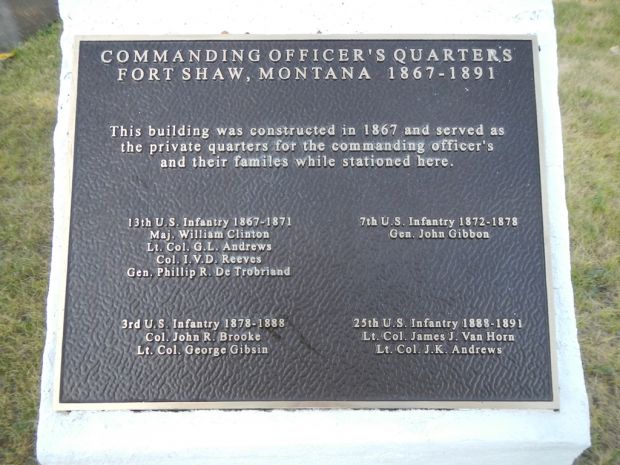 COMMANDING OFFICER'S QUARTERS
FORT SHAW, MONTANA 1867-1891
This building was constructed in 1867 and served as
the private quarters for the commanding officer's
and their familes while stationed here.
13th U.S. Infantry 1867-1871
Maj. William Clinton
Lt. Col. G.L. Andrews
Col. I.V.D. Reeves
Gen. Phillip R. De Trobriand
7th U.S. Infantry 1872-1878
Gen. John Gibbon
3rd U.S. Infantry 1878-1888
Col. John R. Brooke
Lt. Col. George Gibsin
25th U.S. Infantry 1888-1891
Lt. Col. James J. Van Horn
Lt. Col. J.K. Andrews